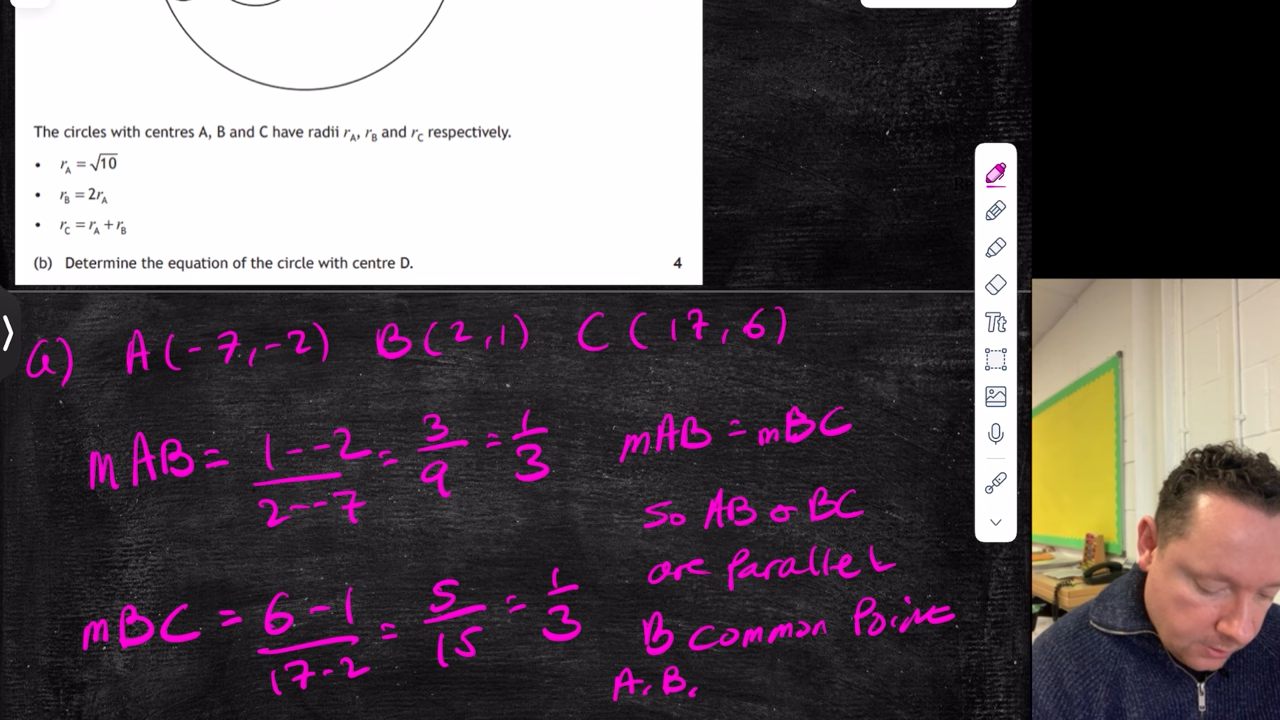 The circles with centres A, B and C have radii r_A, r_B and r_C respectively.
• r_A = √10
• r_B = 2r_A
• r_C = r_A + r_B
(b) Determine the equation of the circle with centre D. 4
a) A(-7,-2) B(2,1) C(17,6)
mAB = 1--2/2--7 = 3/9 = 1/3
mAB = mBC
so AB & BC
are parallel
mBC = 6-1/17-2 = 5/15 = 1/3
B common Point
A, B,
Tt